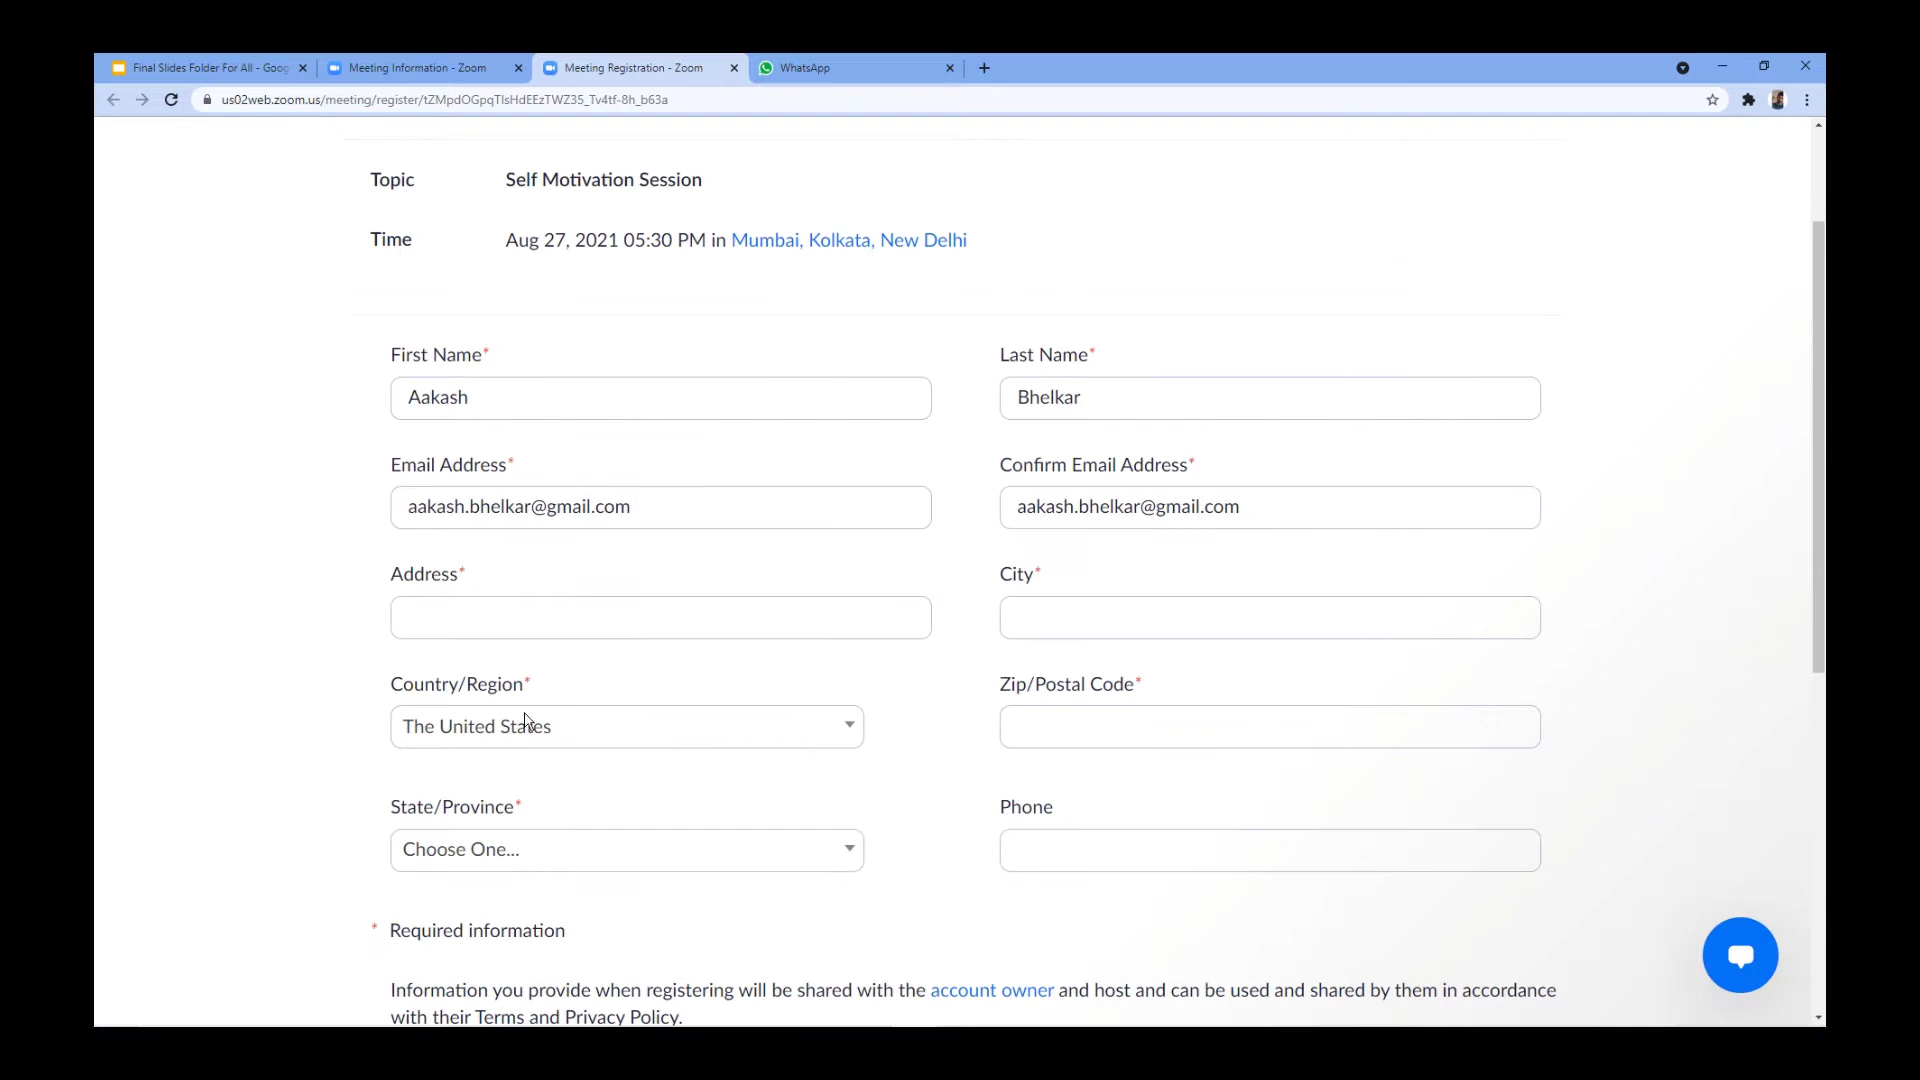 Final Slides Folder For All - Goog
Meeting Information - Zoom
Meeting Registration - Zoom
WhatsApp
us02web.zoom.us/meeting/register/tZMpdOGpqTIsHdEEzTWZ35_Tv4tf-8h_b63a
Topic Self Motivation Session
Time Aug 27, 2021 05:30 PM in Mumbai, Kolkata, New Delhi
First Name* Last Name*
Aakash Bhelkar
Email Address* Confirm Email Address*
aakash.bhelkar@gmail.com aakash.bhelkar@gmail.com
Address* City*
Country/Region* Zip/Postal Code*
The United States
State/Province* Phone
Choose One...
* Required information
Information you provide when registering will be shared with the account owner and host and can be used and shared by them in accordance
with their Terms and Privacy Policy.